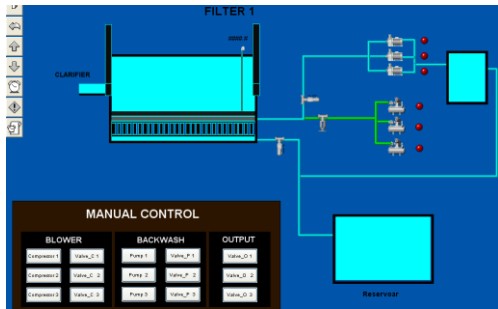 FILTER 1
CLARIFIER
MANUAL CONTROL
BLOWER BACKWASH OUTPUT
Compressor 1 Valve_C 1 Pump 1 Valve_P 1 Valve_O 1
Compressor 2 Valve_C 2 Pump 2 Valve_P 2 Valve_O 2
Compressor 3 Valve_C 3 Pump 3 Valve_P 3 Valve_O 3
Reservear